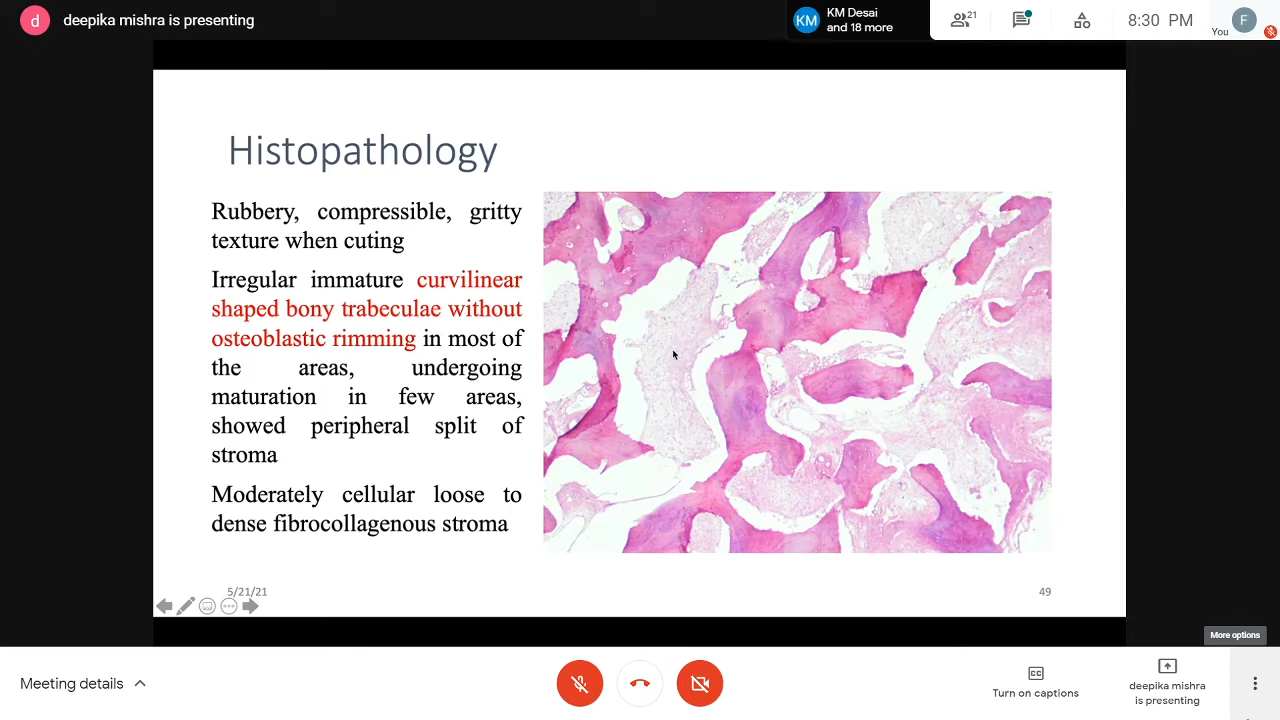 d
deepika mishra is presenting
KM
KM Desai
and 18 more
21
8:30 PM
You
F
Histopathology
Rubbery, compressible, gritty
texture when cuting
Irregular immature curvilinear
shaped bony trabeculae without
osteoblastic rimming in most of
the areas, undergoing
maturation in few areas,
showed peripheral split of
stroma
Moderately cellular loose to
dense fibrocollagenous stroma
5/21/21
49
More options
Meeting details
CC
Turn on captions
deepika mishra
is presenting